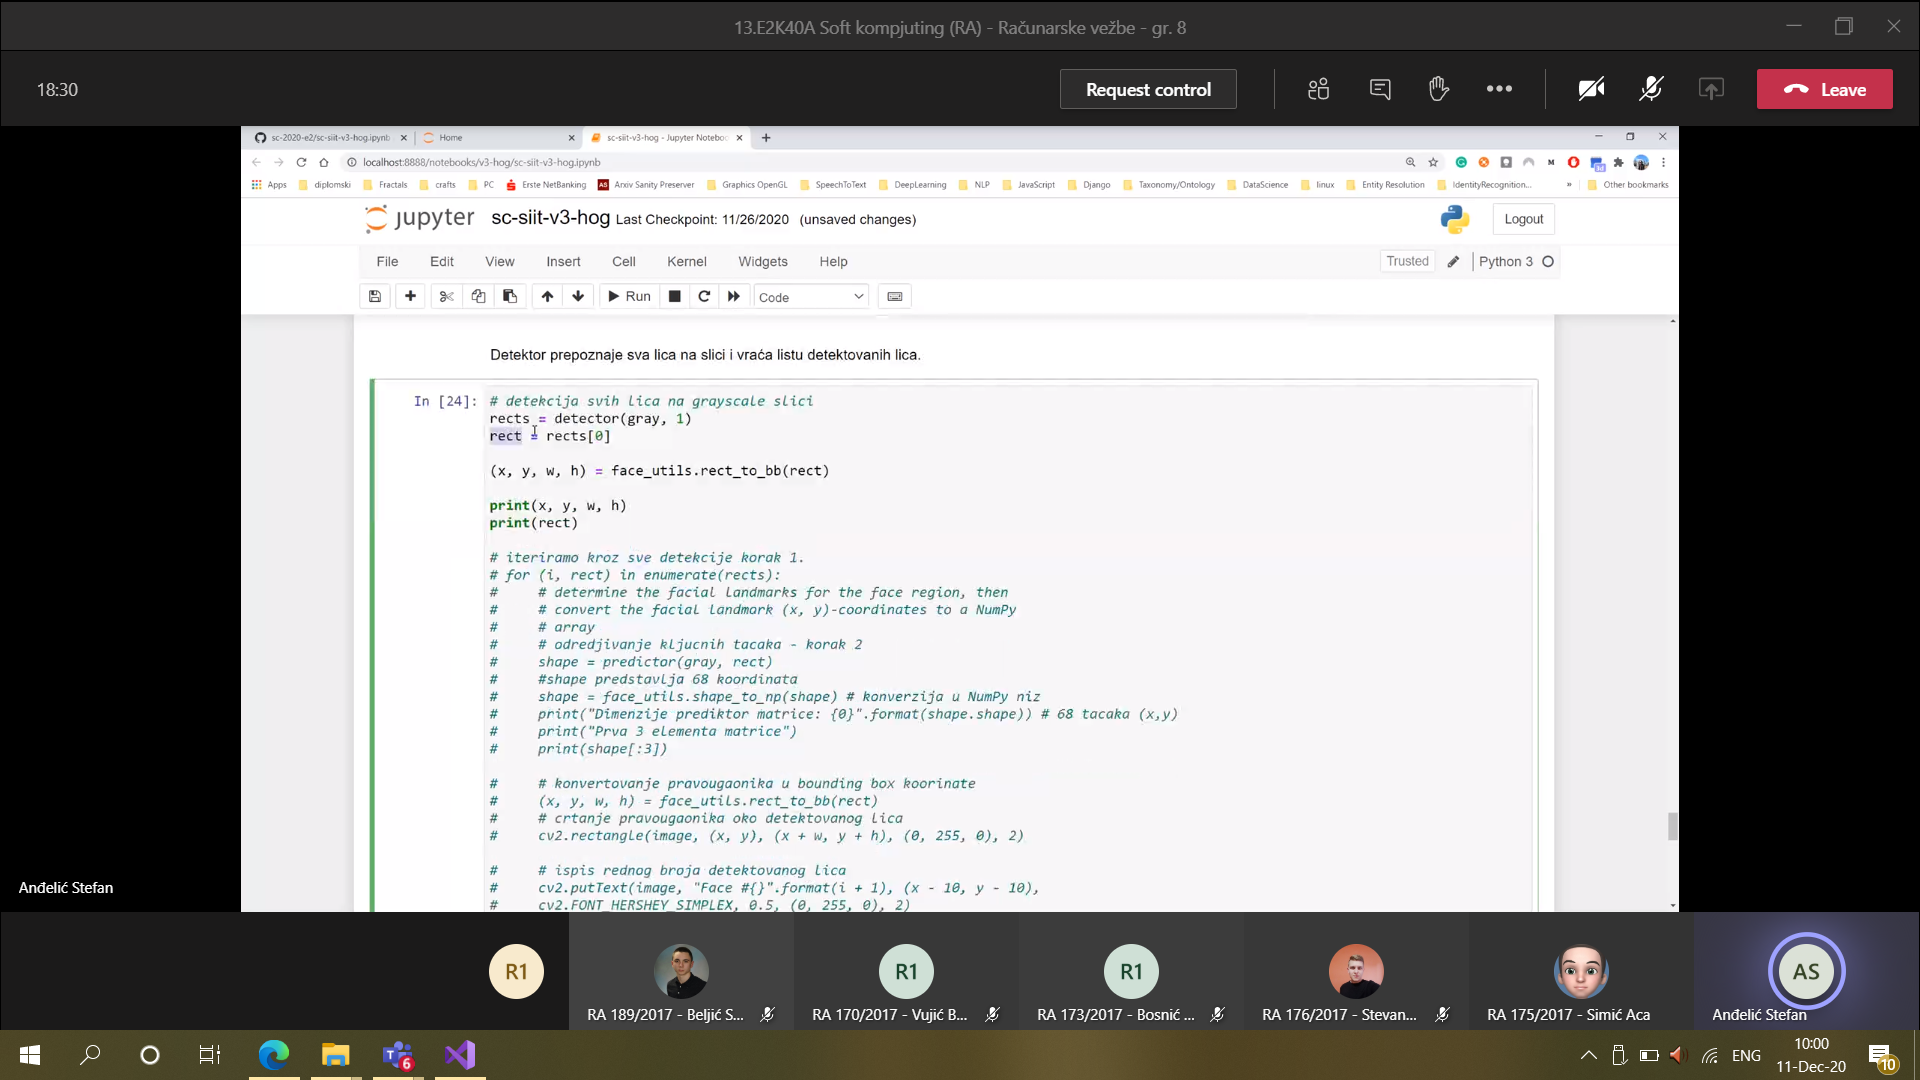 13.E2K40A Soft kompjuting (RA) - Računarske vežbe - gr. 8
18:30
Request control
Leave
sc-2020-e2/sc-siit-v3-hog.ipynb
Home
sc-siit-v3-hog - Jupyter Noteboo
localhost:8888/notebooks/v3-hog/sc-siit-v3-hog.ipynb
Apps diplomski Fractals crafts PC Erste NetBanking Arxiv Sanity Preserver Graphics OpenGL SpeechToText DeepLearning NLP JavaScript Django Taxonomy/Ontology DataScience linux Entity Resolution IdentityRecognition... » Other bookmarks
jupyter sc-siit-v3-hog Last Checkpoint: 11/26/2020 (unsaved changes)
Logout
File Edit View Insert Cell Kernel Widgets Help
Trusted Python 3
Run Code
Detektor prepoznaje sva lica na slici i vraća listu detektovanih lica.
In [24]:
# detekcija svih lica na grayscale slici
rects = detector(gray, 1)
rect = rects[0]
(x, y, w, h) = face_utils.rect_to_bb(rect)
print(x, y, w, h)
print(rect)
# iteriramo kroz sve detekcije korak 1.
# for (i, rect) in enumerate(rects):
#     # determine the facial landmarks for the face region, then
#     # convert the facial landmark (x, y)-coordinates to a NumPy
#     # array
#     # odredjivanje kljucnih tacaka - korak 2
#     shape = predictor(gray, rect)
#     #shape predstavlja 68 koordinata
#     shape = face_utils.shape_to_np(shape) # konverzija u NumPy niz
#     print("Dimenzije prediktor matrice: {0}".format(shape.shape)) # 68 tacaka (x,y)
#     print("Prva 3 elementa matrice")
#     print(shape[:3])
#     # konvertovanje pravougaonika u bounding box koorinate
#     (x, y, w, h) = face_utils.rect_to_bb(rect)
#     # crtanje pravougaonika oko detektovanog lica
#     cv2.rectangle(image, (x, y), (x + w, y + h), (0, 255, 0), 2)
#     # ispis rednog broja detektovanog lica
#     cv2.putText(image, "Face #{}".format(i + 1), (x - 10, y - 10),
#     cv2.FONT_HERSHEY_SIMPLEX, 0.5, (0, 255, 0), 2)
Anđelić Stefan
R1
RA 189/2017 - Beljić S...
R1
RA 170/2017 - Vujić B...
R1
RA 173/2017 - Bosnić ...
RA 176/2017 - Stevan...
RA 175/2017 - Simić Aca
AS
Anđelić Stefan
6
ENG
10:00
11-Dec-20
10